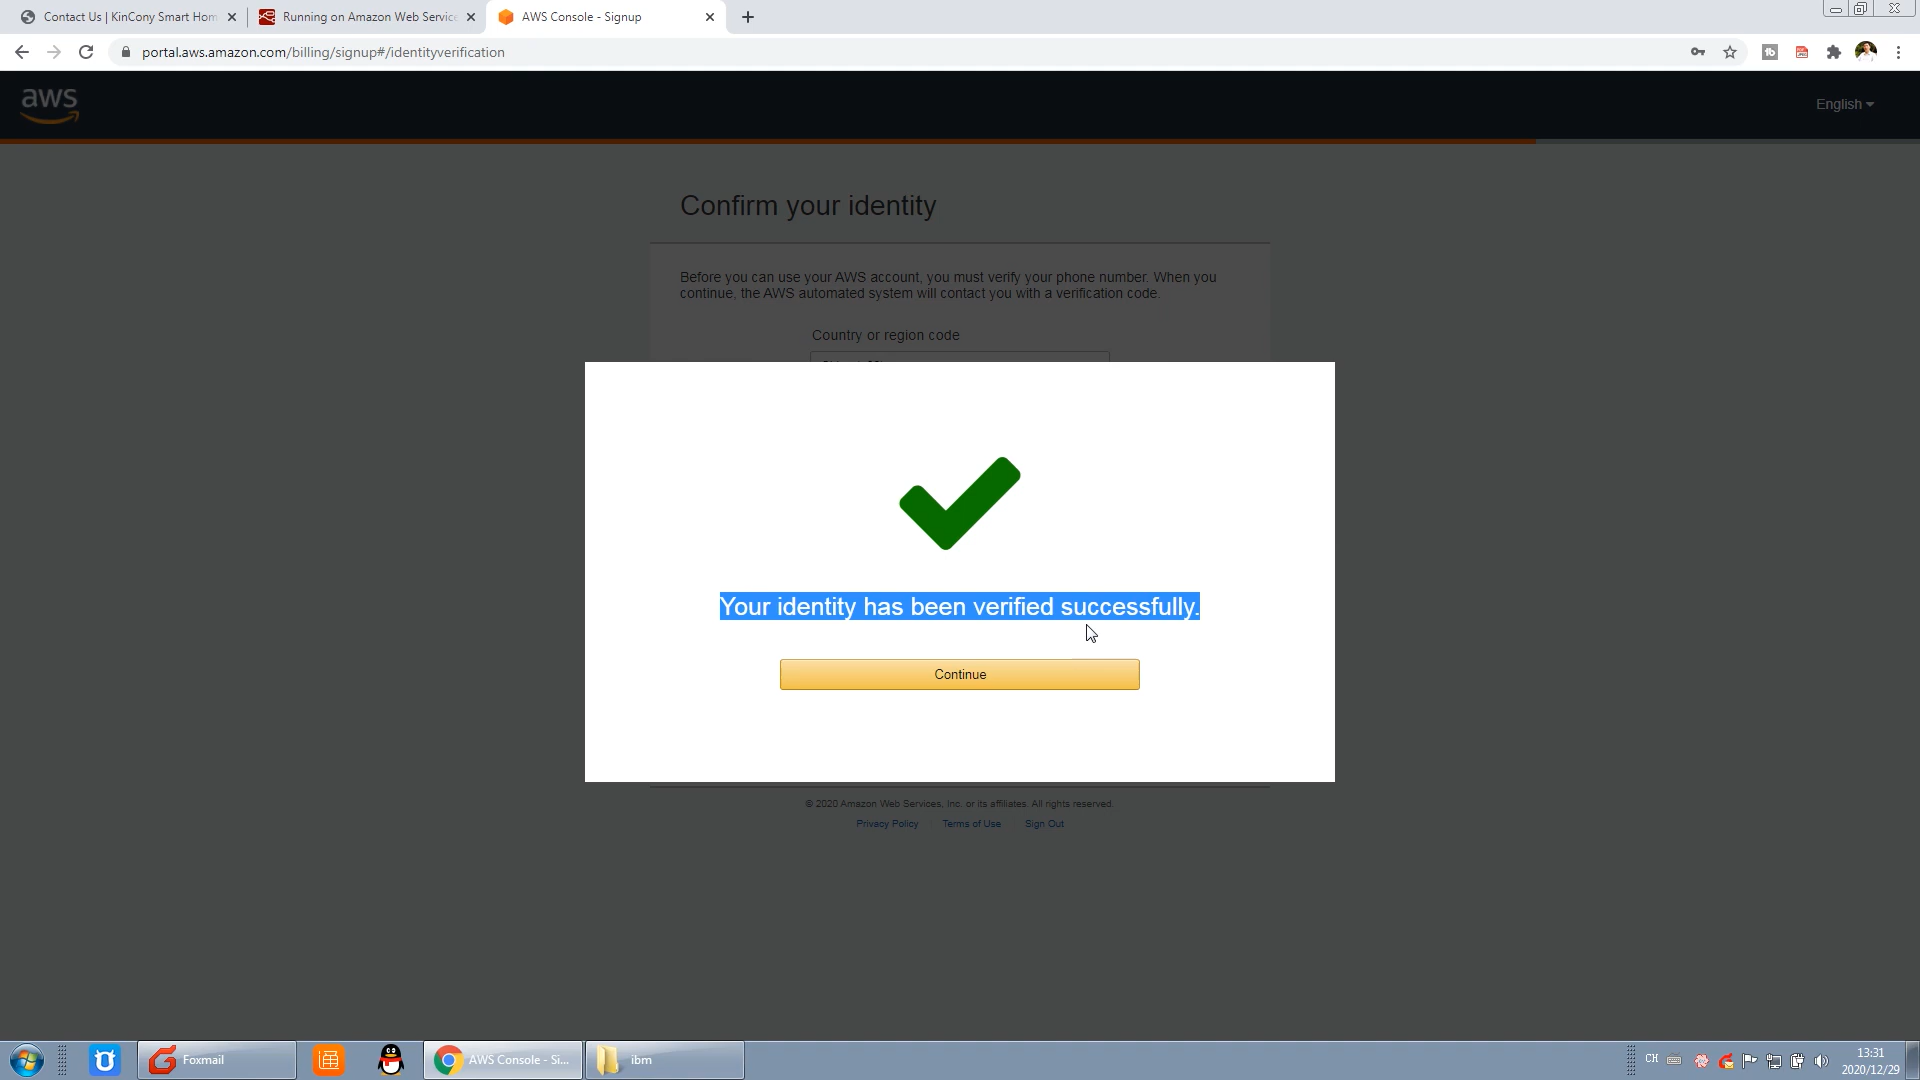 Contact Us | KinCony Smart Hom
Running on Amazon Web Service
AWS Console - Signup
portal.aws.amazon.com/billing/signup#/identityverification
aws
English
Confirm your identity
Before you can use your AWS account, you must verify your phone number. When you
continue, the AWS automated system will contact you with a verification code.
Country or region code
Your identity has been verified successfully.
Continue
© 2020 Amazon Web Services, Inc. or its affiliates. All rights reserved.
Privacy Policy
Terms of Use
Sign Out
Foxmail
AWS Console - Si...
ibm
CH
13:31
2020/12/29